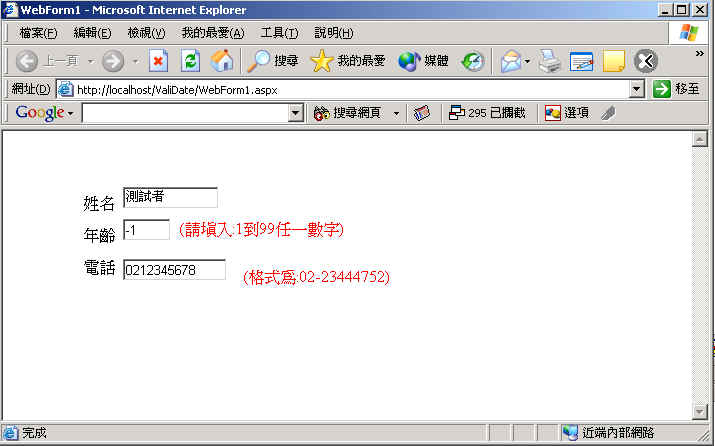 WebForm1 - Microsoft Internet Explorer
檔案(F) 編輯(E) 檢視(V) 我的最愛(A) 工具(T) 說明(H)
上一頁 搜尋 我的最愛 媒體 »
網址(D) http://localhost/ValiDate/WebForm1.aspx 移至
Google 搜尋網頁 295 已攔截 選項
姓名 測試者
年齡 -1 (請填入:1到99任一數字)
電話 0212345678 (格式為:02-23444752)
完成 近端內部網路